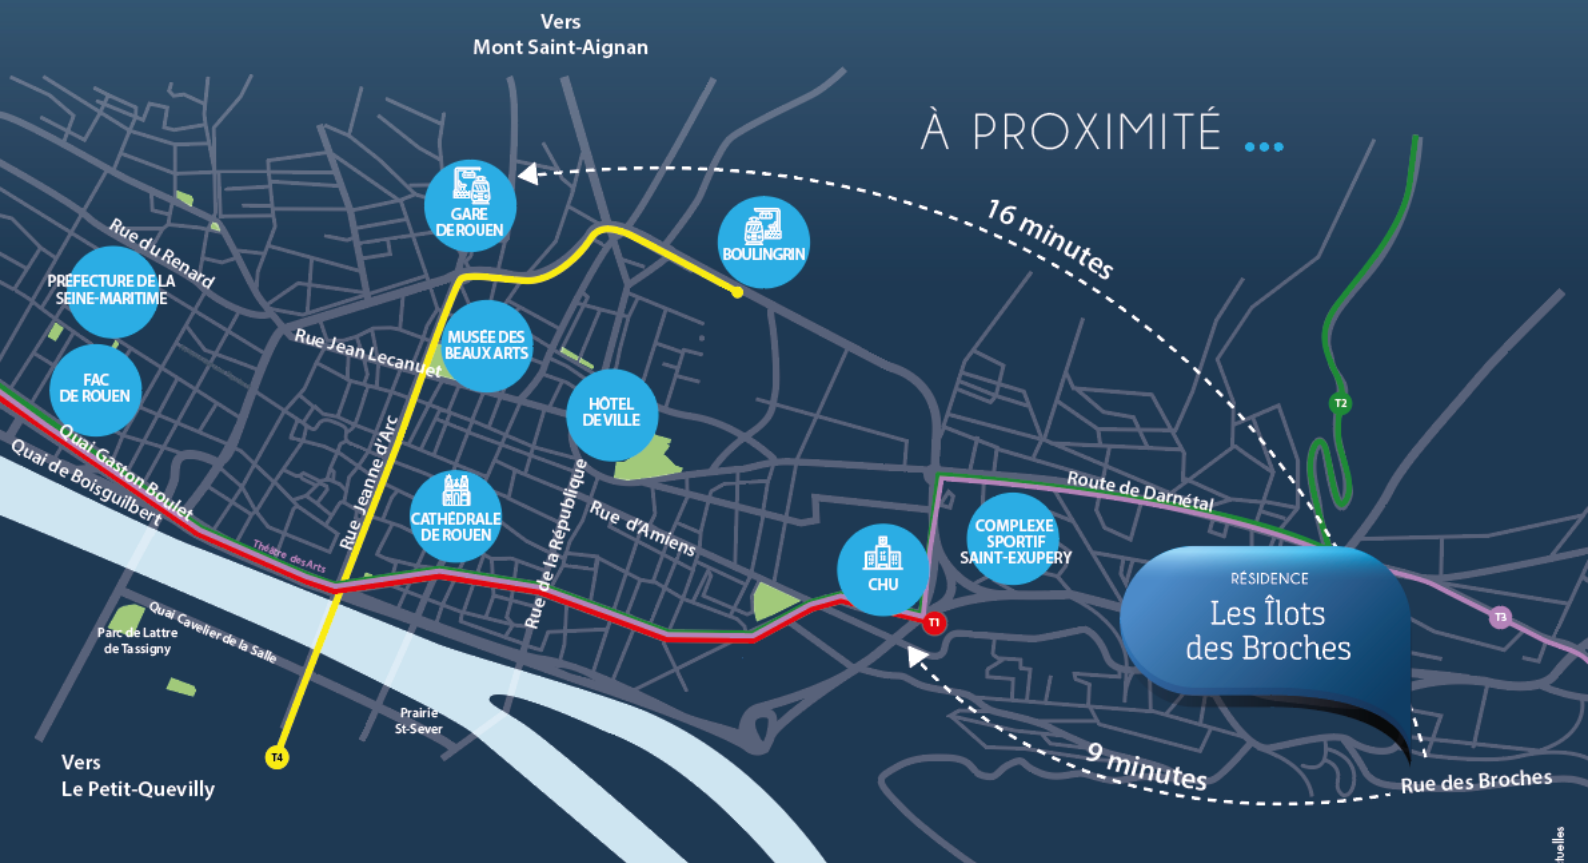 Vers
Mont Saint-Aignan
À PROXIMITÉ ...
16 minutes
GARE
DE ROUEN
BOULINGRIN
Rue du Renard
PRÉFECTURE DE LA
SEINE-MARITIME
MUSÉE DES
BEAUX ARTS
Rue Jean Lecanuet
FAC
DE ROUEN
HÔTEL
DE VILLE
T2
Quai Gaston Boulet
Quai de Boisguilbert
Rue Jeanne d'Arc
CATHÉDRALE
DE ROUEN
Rue de la République
Rue d'Amiens
Route de Darnétal
COMPLEXE
SPORTIF
SAINT-EXUPERY
CHU
Théâtre des Arts
T1
RÉSIDENCE
Les Îlots
des Broches
T3
Quai Cavelier de la Salle
Parc de Lattre
de Tassigny
Prairie
St-Sever
T4
Vers
Le Petit-Quevilly
9 minutes
Rue des Broches